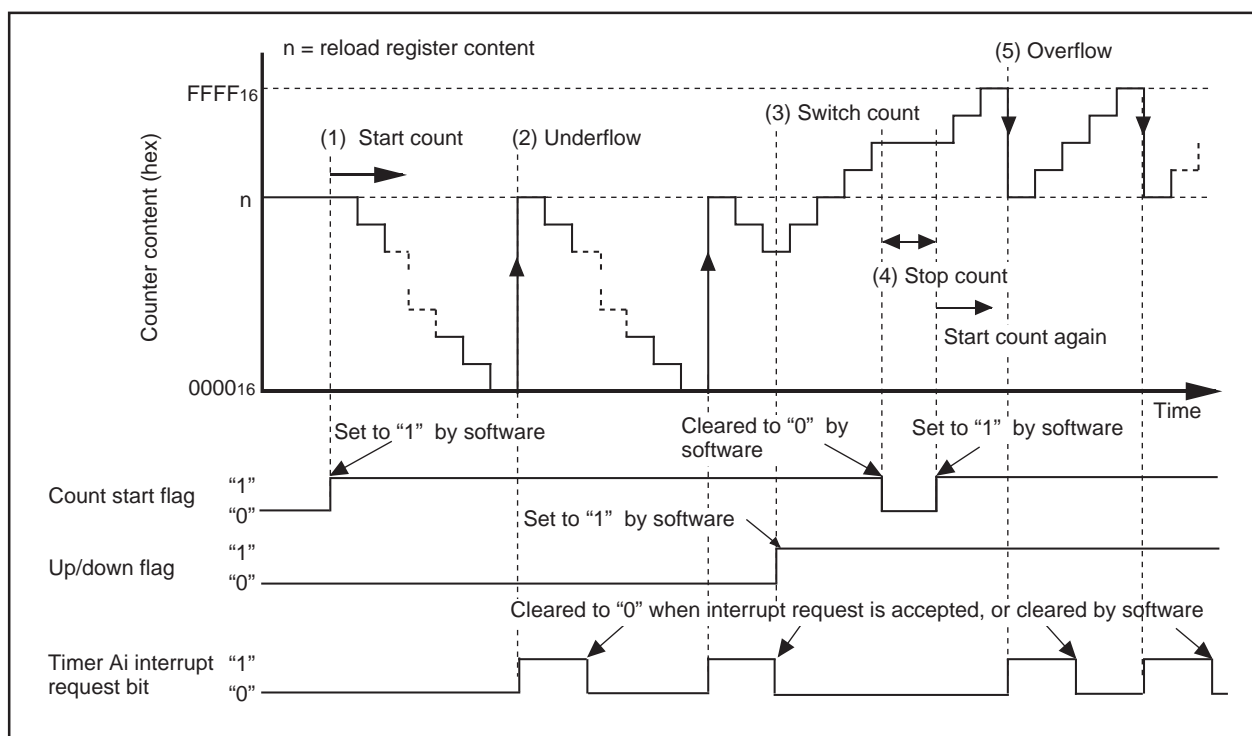 n = reload register content
(5) Overflow
FFFF16
(3) Switch count
(1) Start count
(2) Underflow
Counter content (hex)
n
(4) Stop count
Start count again
000016
Time
Set to “1” by software
Cleared to “0” by
software
Set to “1” by software
Count start flag
“1”
“0”
Set to “1” by software
Up/down flag
“1”
“0”
Cleared to “0” when interrupt request is accepted, or cleared by software
Timer Ai interrupt
request bit
“1”
“0”